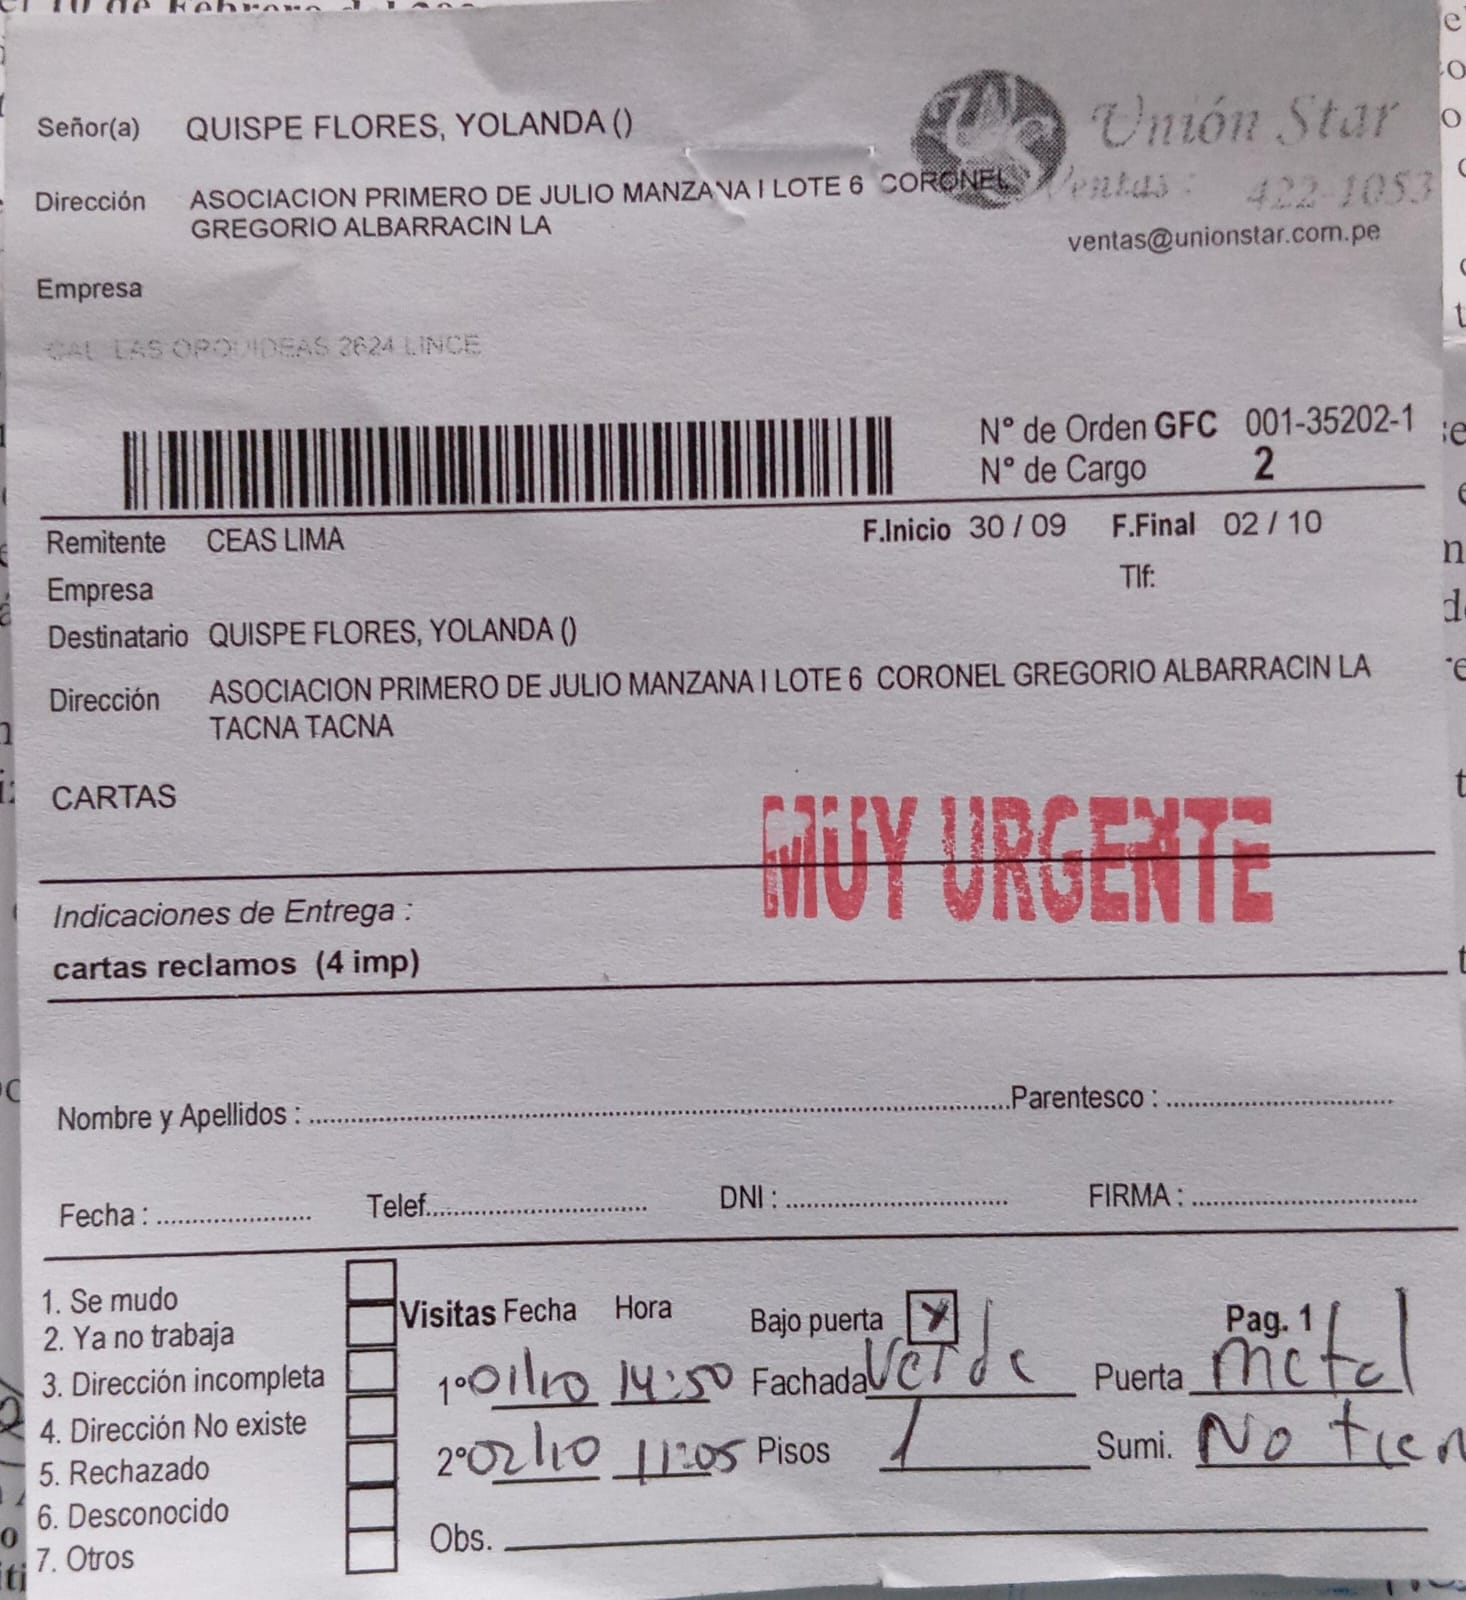 Señor(a) QUISPE FLORES, YOLANDA ()
Unión Star
Dirección ASOCIACION PRIMERO DE JULIO MANZANA I LOTE 6 CORONEL
Ventas : 422-1053
GREGORIO ALBARRACIN LA
ventas@unionstar.com.pe
Empresa
CAL LAS ORQUIDEAS 2624 LINCE
N° de Orden GFC 001-35202-1
N° de Cargo 2
Remitente CEAS LIMA F.Inicio 30 / 09 F.Final 02 / 10
Empresa Tlf:
Destinatario QUISPE FLORES, YOLANDA ()
Dirección ASOCIACION PRIMERO DE JULIO MANZANA I LOTE 6 CORONEL GREGORIO ALBARRACIN LA
TACNA TACNA
CARTAS
MUY URGENTE
Indicaciones de Entrega :
cartas reclamos (4 imp)
Nombre y Apellidos : Parentesco :
Fecha : Telef. DNI : FIRMA :
1. Se mudo
2. Ya no trabaja
3. Dirección incompleta
4. Dirección No existe
5. Rechazado
6. Desconocido
7. Otros
Visitas Fecha Hora Bajo puerta X Pag. 1
1° 01/10 14:50 Fachada Verde Puerta metal
2° 02/10 11:05 Pisos 1 Sumi. No tien
Obs.